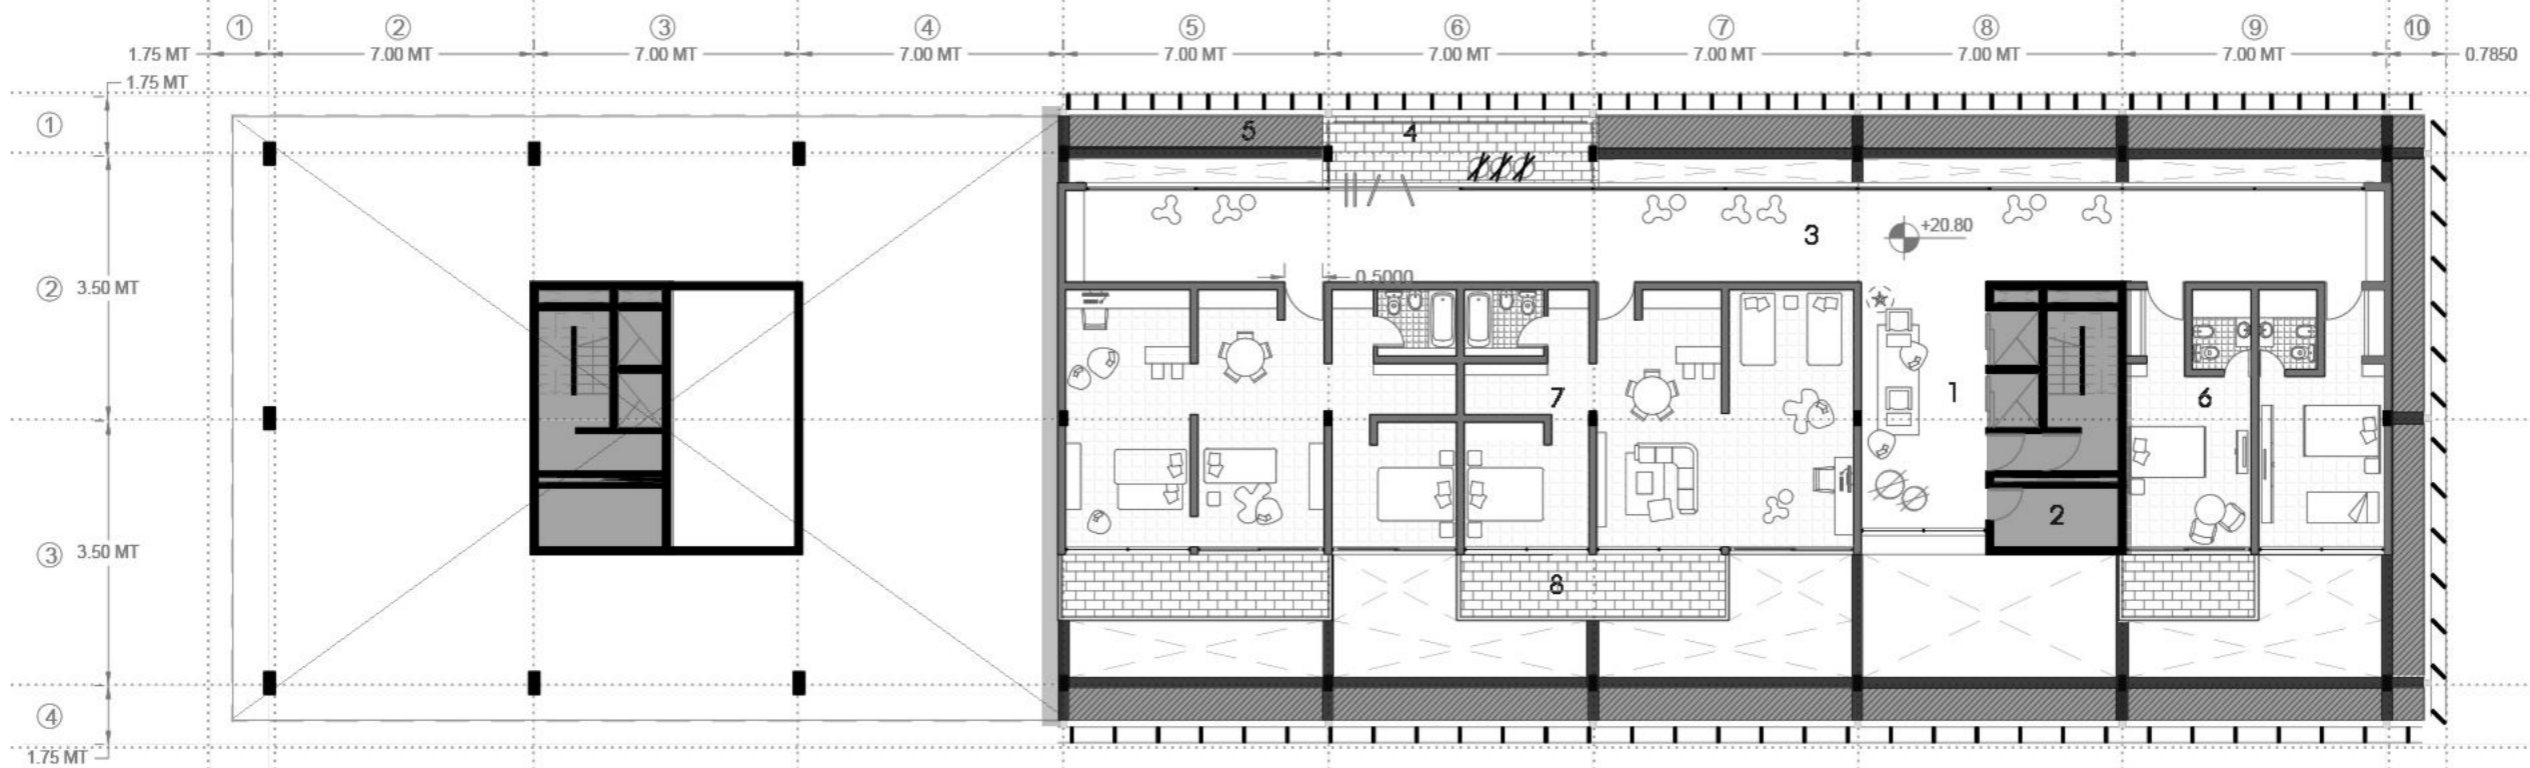 ① ② ③ ④ ⑤ ⑥ ⑦ ⑧ ⑨ ⑩
1.75 MT 7.00 MT 7.00 MT 7.00 MT 7.00 MT 7.00 MT 7.00 MT 7.00 MT 7.00 MT 0.7850
1.75 MT
①
5 4
3 +20.80
0.5000
② 3.50 MT
1 6 7
2
③ 3.50 MT
8
④
1.75 MT